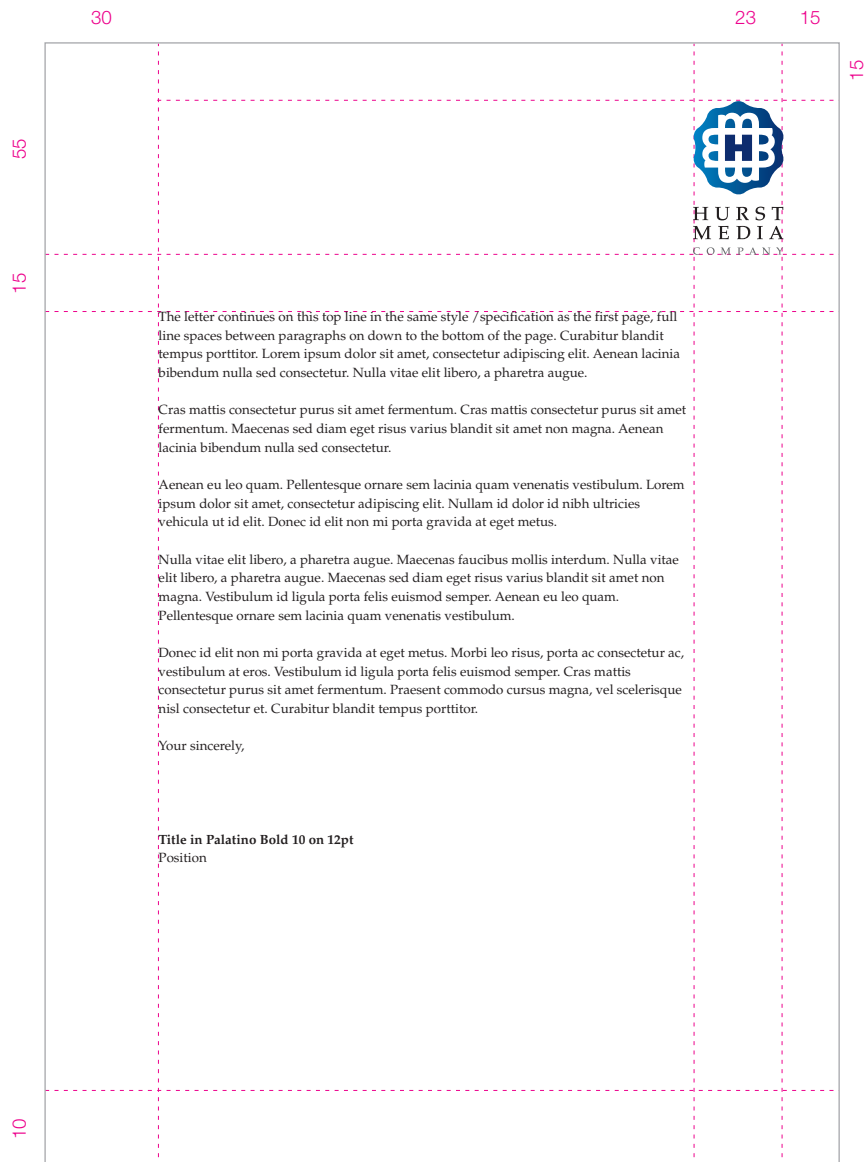 30
23
15
15
55
H
HURST
MEDIA
COMPANY
15
The letter continues on this top line in the same style /specification as the first page, full
line spaces between paragraphs on down to the bottom of the page. Curabitur blandit
tempus porttitor. Lorem ipsum dolor sit amet, consectetur adipiscing elit. Aenean lacinia
bibendum nulla sed consectetur. Nulla vitae elit libero, a pharetra augue.
Cras mattis consectetur purus sit amet fermentum. Cras mattis consectetur purus sit amet
fermentum. Maecenas sed diam eget risus varius blandit sit amet non magna. Aenean
lacinia bibendum nulla sed consectetur.
Aenean eu leo quam. Pellentesque ornare sem lacinia quam venenatis vestibulum. Lorem
ipsum dolor sit amet, consectetur adipiscing elit. Nullam id dolor id nibh ultricies
vehicula ut id elit. Donec id elit non mi porta gravida at eget metus.
Nulla vitae elit libero, a pharetra augue. Maecenas faucibus mollis interdum. Nulla vitae
elit libero, a pharetra augue. Maecenas sed diam eget risus varius blandit sit amet non
magna. Vestibulum id ligula porta felis euismod semper. Aenean eu leo quam.
Pellentesque ornare sem lacinia quam venenatis vestibulum.
Donec id elit non mi porta gravida at eget metus. Morbi leo risus, porta ac consectetur ac,
vestibulum at eros. Vestibulum id ligula porta felis euismod semper. Cras mattis
consectetur purus sit amet fermentum. Praesent commodo cursus magna, vel scelerisque
nisl consectetur et. Curabitur blandit tempus porttitor.
Your sincerely,
Title in Palatino Bold 10 on 12pt
Position
10